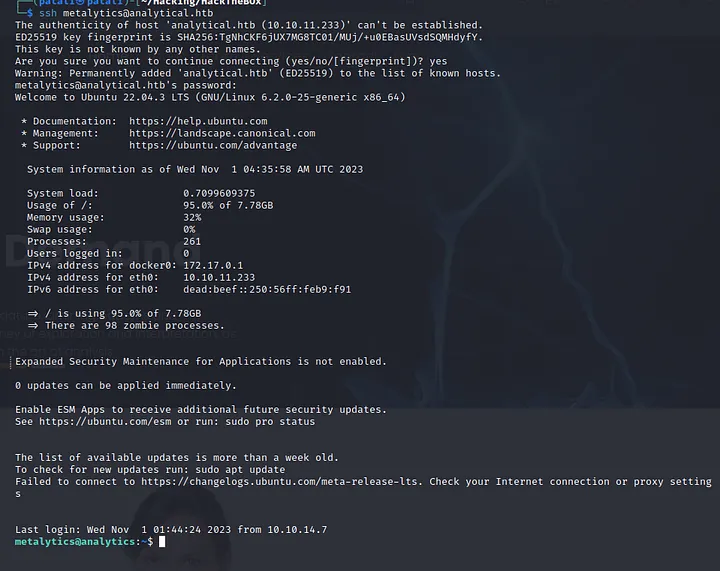 (patali㉿patali)-[~/Hacking/HackTheBox]
$ ssh metalytics@analytical.htb
The authenticity of host 'analytical.htb (10.10.11.233)' can't be established.
ED25519 key fingerprint is SHA256:TgNhCKF6jUX7MG8TC01/MUj/+u0EBasUVsdSQMHdyfY.
This key is not known by any other names.
Are you sure you want to continue connecting (yes/no/[fingerprint])? yes
Warning: Permanently added 'analytical.htb' (ED25519) to the list of known hosts.
metalytics@analytical.htb's password:
Welcome to Ubuntu 22.04.3 LTS (GNU/Linux 6.2.0-25-generic x86_64)
* Documentation:  https://help.ubuntu.com
* Management:     https://landscape.canonical.com
* Support:        https://ubuntu.com/advantage
System information as of Wed Nov  1 04:35:58 AM UTC 2023
System load:              0.7099609375
Usage of /:               95.0% of 7.78GB
Memory usage:             32%
Swap usage:               0%
Processes:                261
Users logged in:          0
IPv4 address for docker0: 172.17.0.1
IPv4 address for eth0:    10.10.11.233
IPv6 address for eth0:    dead:beef::250:56ff:feb9:f91
⇒ / is using 95.0% of 7.78GB
⇒ There are 98 zombie processes.
Expanded Security Maintenance for Applications is not enabled.
0 updates can be applied immediately.
Enable ESM Apps to receive additional future security updates.
See https://ubuntu.com/esm or run: sudo pro status
The list of available updates is more than a week old.
To check for new updates run: sudo apt update
Failed to connect to https://changelogs.ubuntu.com/meta-release-lts. Check your Internet connection or proxy setting
s
Last login: Wed Nov  1 01:44:24 2023 from 10.10.14.7
metalytics@analytics:~$